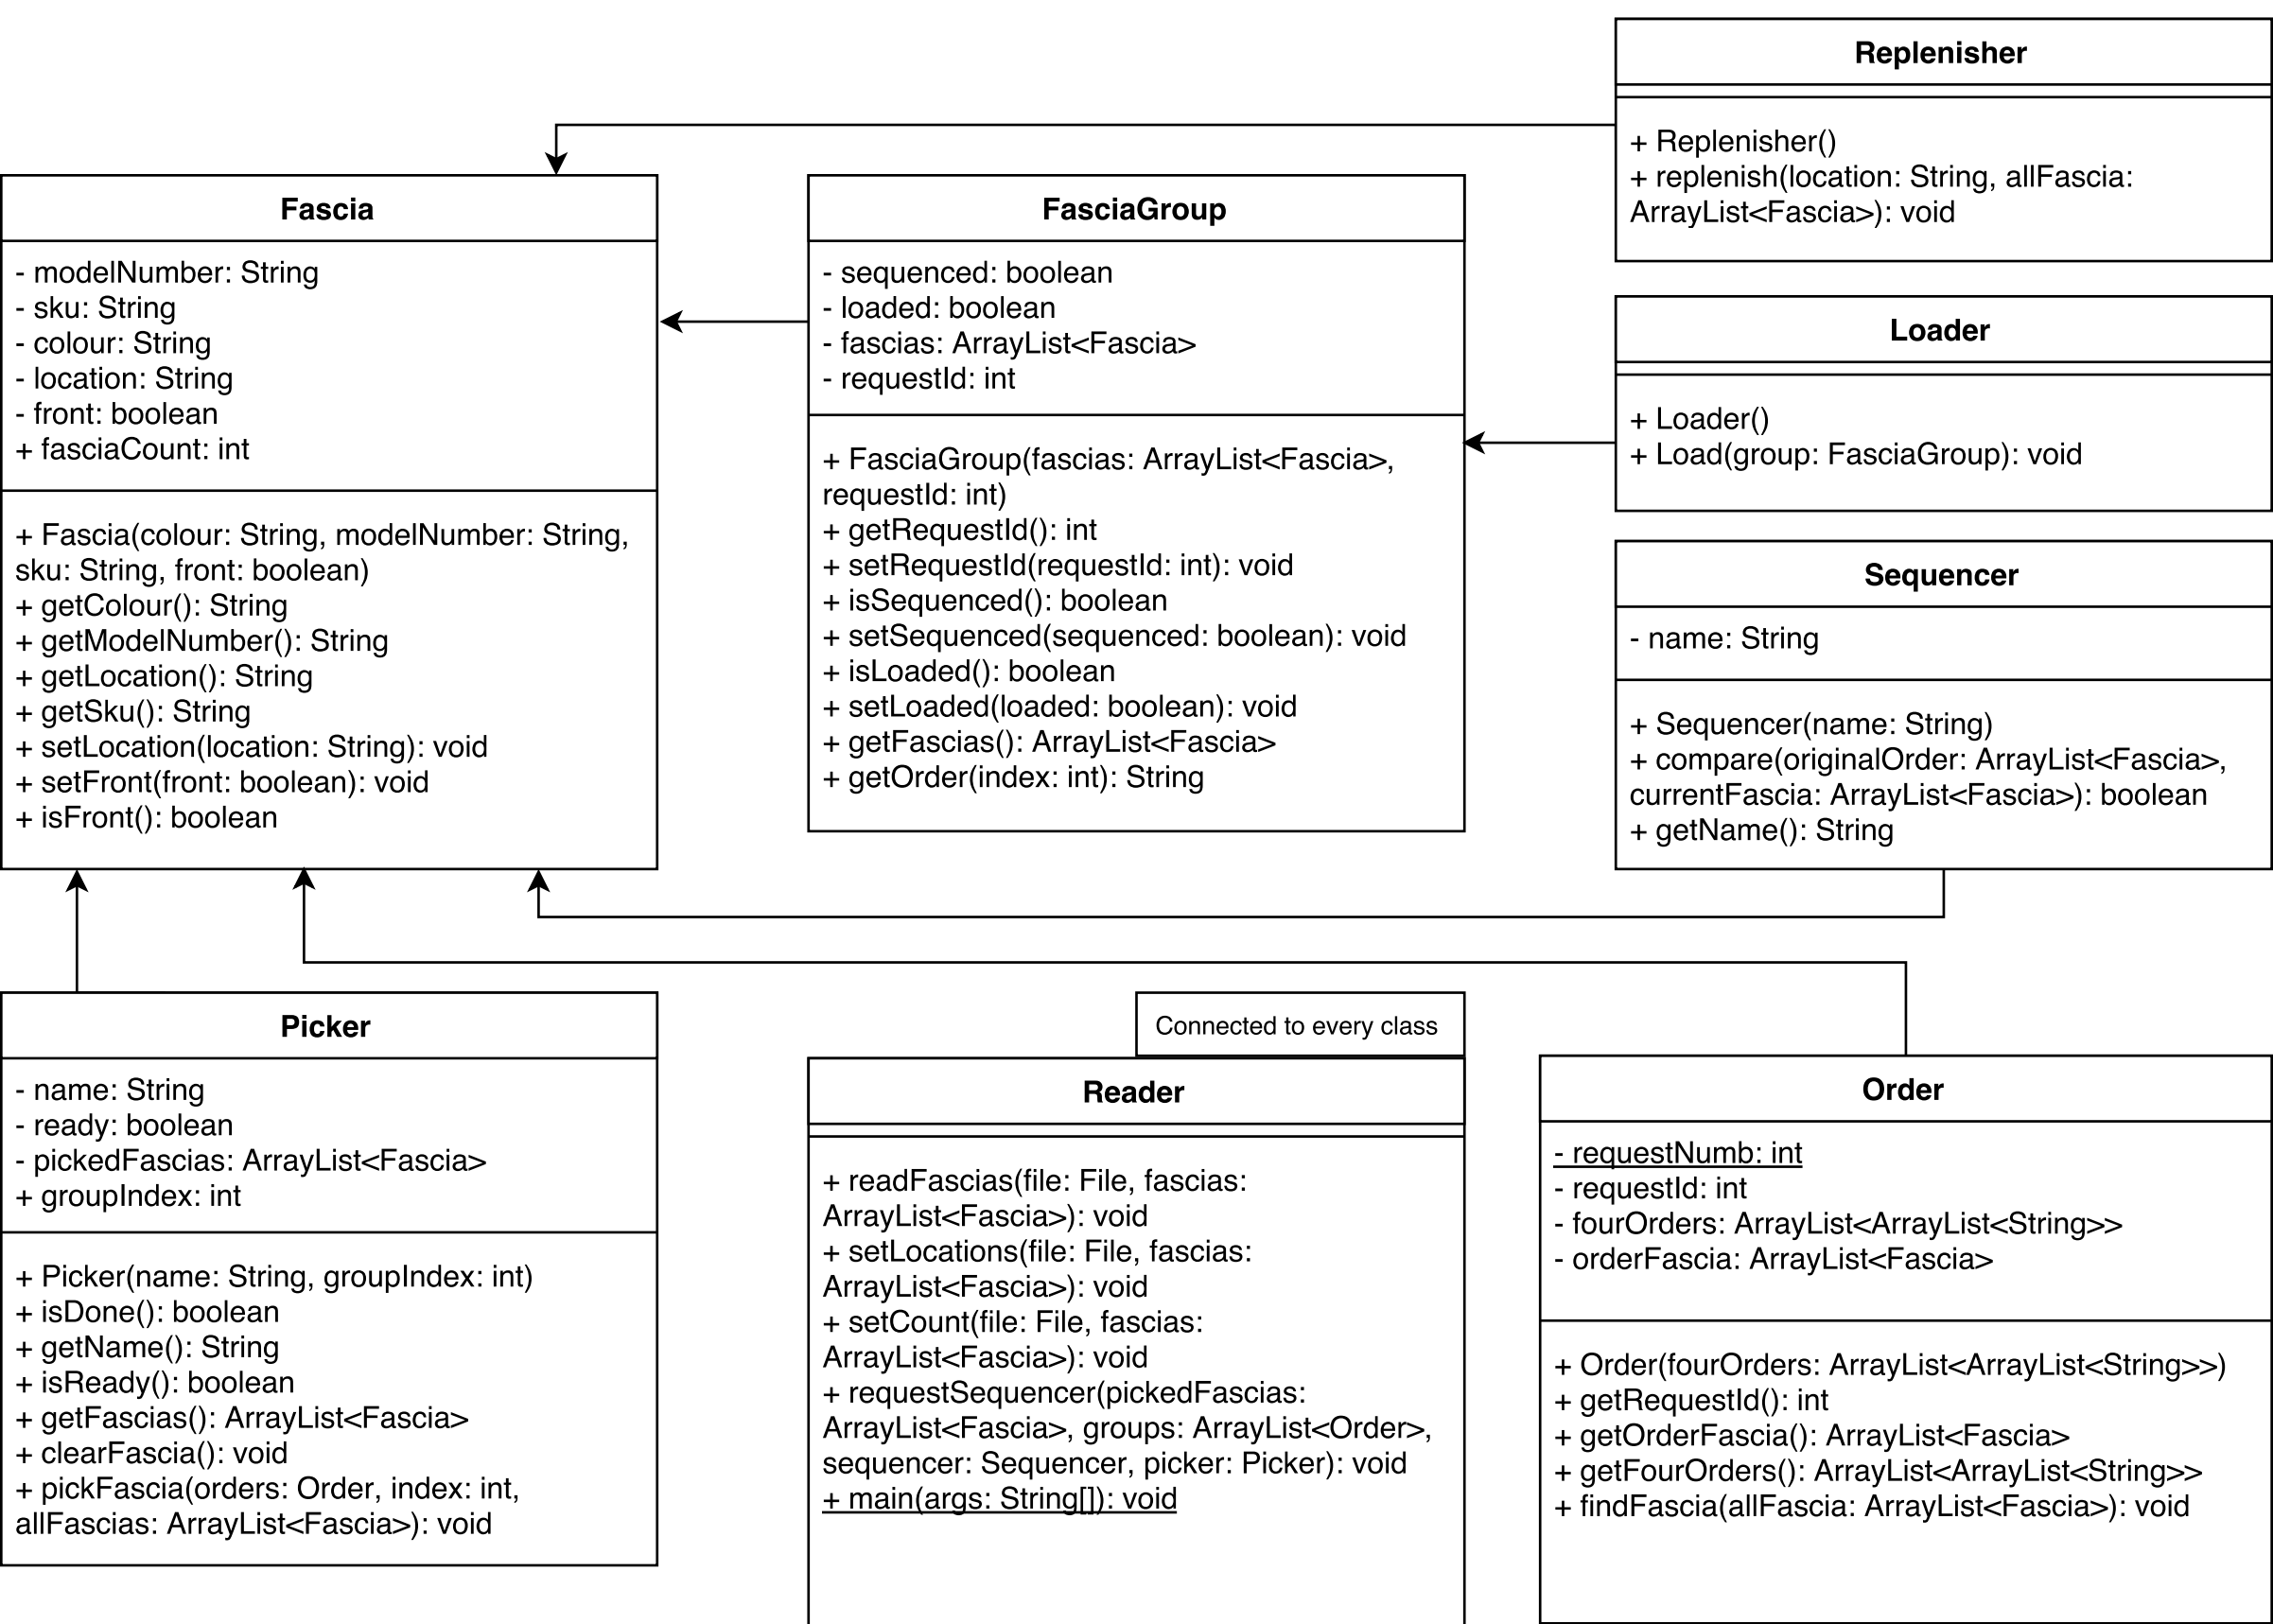 Replenisher
+ Replenisher()
+ replenish(location: String, allFascia:
ArrayList<Fascia>): void
Fascia
- modelNumber: String
- sku: String
- colour: String
- location: String
- front: boolean
+ fasciaCount: int
+ Fascia(colour: String, modelNumber: String,
sku: String, front: boolean)
+ getColour(): String
+ getModelNumber(): String
+ getLocation(): String
+ getSku(): String
+ setLocation(location: String): void
+ setFront(front: boolean): void
+ isFront(): boolean
FasciaGroup
- sequenced: boolean
- loaded: boolean
- fascias: ArrayList<Fascia>
- requestId: int
+ FasciaGroup(fascias: ArrayList<Fascia>,
requestId: int)
+ getRequestId(): int
+ setRequestId(requestId: int): void
+ isSequenced(): boolean
+ setSequenced(sequenced: boolean): void
+ isLoaded(): boolean
+ setLoaded(loaded: boolean): void
+ getFascias(): ArrayList<Fascia>
+ getOrder(index: int): String
Loader
+ Loader()
+ Load(group: FasciaGroup): void
Sequencer
- name: String
+ Sequencer(name: String)
+ compare(originalOrder: ArrayList<Fascia>,
currentFascia: ArrayList<Fascia>): boolean
+ getName(): String
Picker
- name: String
- ready: boolean
- pickedFascias: ArrayList<Fascia>
+ groupIndex: int
+ Picker(name: String, groupIndex: int)
+ isDone(): boolean
+ getName(): String
+ isReady(): boolean
+ getFascias(): ArrayList<Fascia>
+ clearFascia(): void
+ pickFascia(orders: Order, index: int,
allFascias: ArrayList<Fascia>): void
Connected to every class
Reader
+ readFascias(file: File, fascias:
ArrayList<Fascia>): void
+ setLocations(file: File, fascias:
ArrayList<Fascia>): void
+ setCount(file: File, fascias:
ArrayList<Fascia>): void
+ requestSequencer(pickedFascias:
ArrayList<Fascia>, groups: ArrayList<Order>,
sequencer: Sequencer, picker: Picker): void
+ main(args: String[]): void
Order
- requestNumb: int
- requestId: int
- fourOrders: ArrayList<ArrayList<String>>
- orderFascia: ArrayList<Fascia>
+ Order(fourOrders: ArrayList<ArrayList<String>>)
+ getRequestId(): int
+ getOrderFascia(): ArrayList<Fascia>
+ getFourOrders(): ArrayList<ArrayList<String>>
+ findFascia(allFascia: ArrayList<Fascia>): void